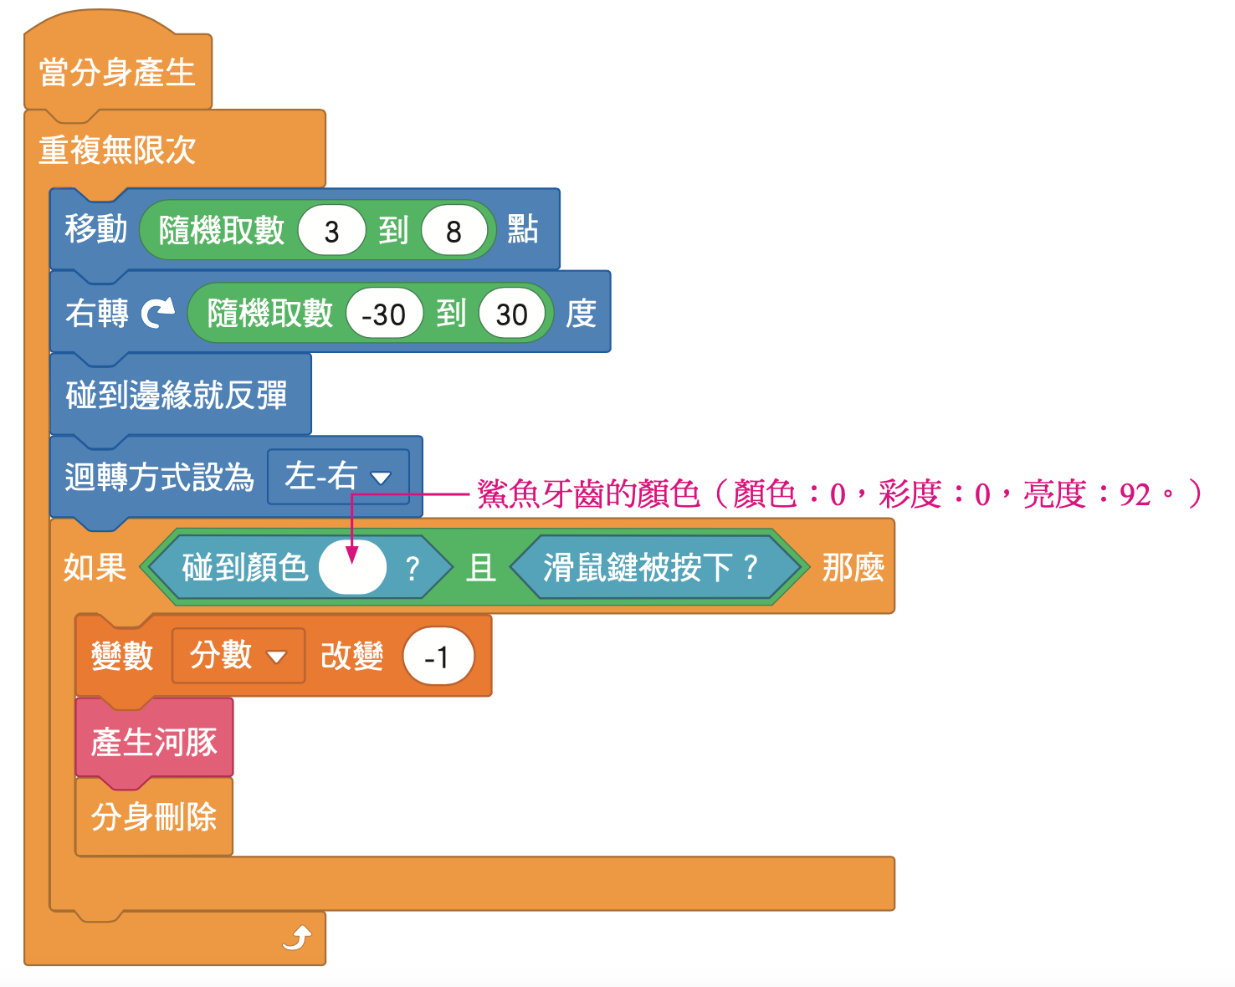 當分身產生
重複無限次
移動 隨機取數 3 到 8 點
右轉 隨機取數 -30 到 30 度
碰到邊緣就反彈
迴轉方式設為 左-右
鯊魚牙齒的顏色（顏色：0，彩度：0，亮度：92。）
如果 碰到顏色 ? 且 滑鼠鍵被按下？ 那麼
變數 分數 改變 -1
產生河豚
分身刪除